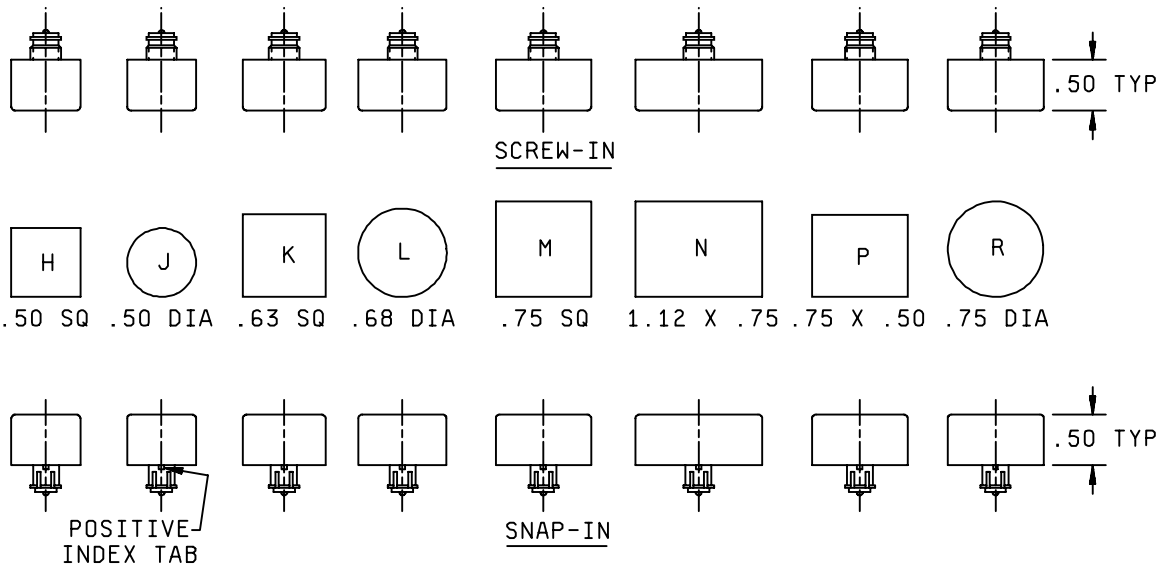 .50 TYP
SCREW-IN
H J K L M N P R
.50 SQ .50 DIA .63 SQ .68 DIA .75 SQ 1.12 X .75 .75 X .50 .75 DIA
.50 TYP
POSITIVE
INDEX TAB
SNAP-IN